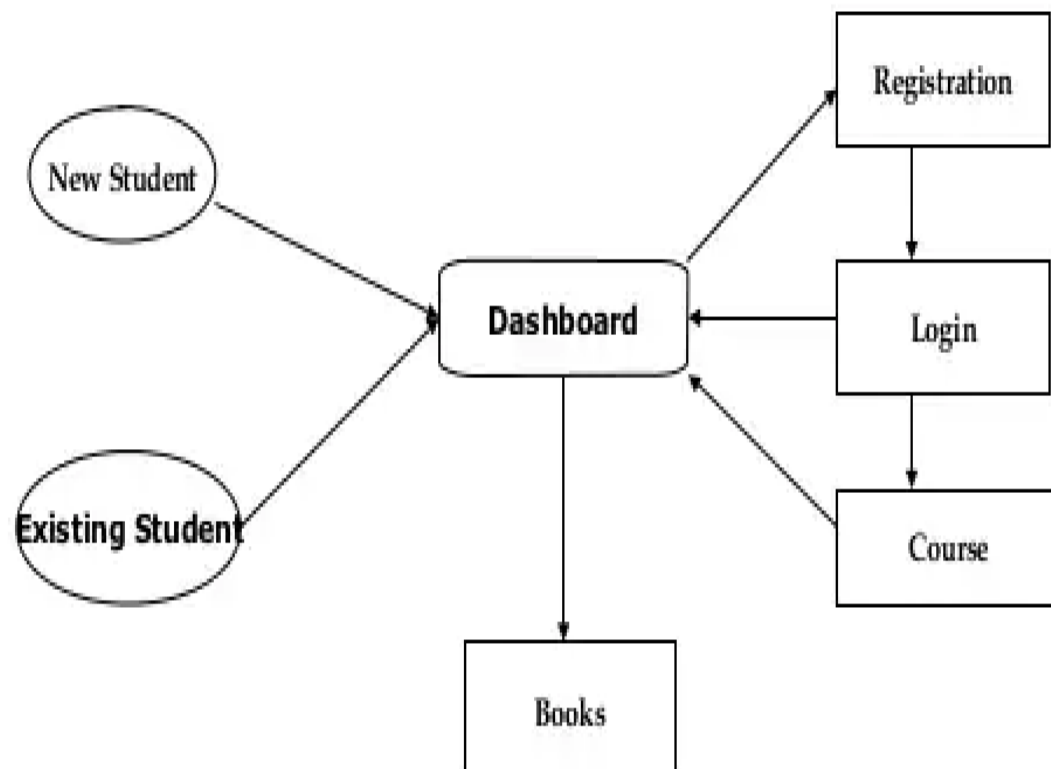 Registration
New Student
Dashboard
Login
Existing Student
Course
Books